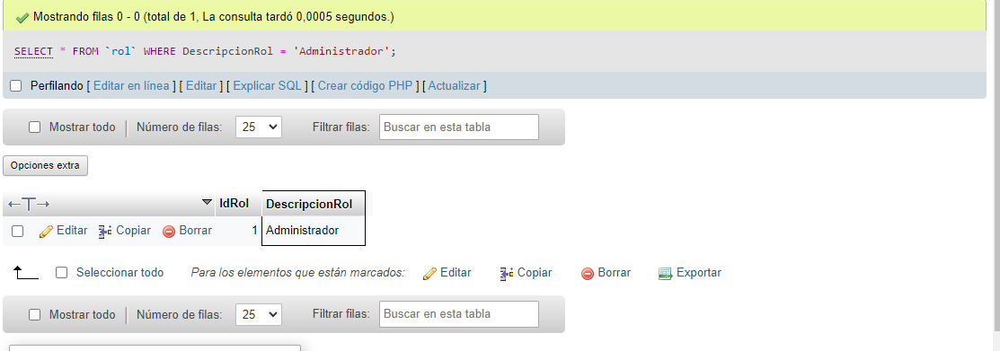 Mostrando filas 0 - 0 (total de 1, La consulta tardó 0,0005 segundos.)
SELECT * FROM `rol` WHERE DescripcionRol = 'Administrador';
Perfilando [ Editar en línea ] [ Editar ] [ Explicar SQL ] [ Crear código PHP ] [ Actualizar ]
Mostrar todo Número de filas: 25 Filtrar filas: Buscar en esta tabla
Opciones extra
←T→ IdRol DescripcionRol
Editar Copiar Borrar 1 Administrador
Seleccionar todo Para los elementos que están marcados: Editar Copiar Borrar Exportar
Mostrar todo Número de filas: 25 Filtrar filas: Buscar en esta tabla